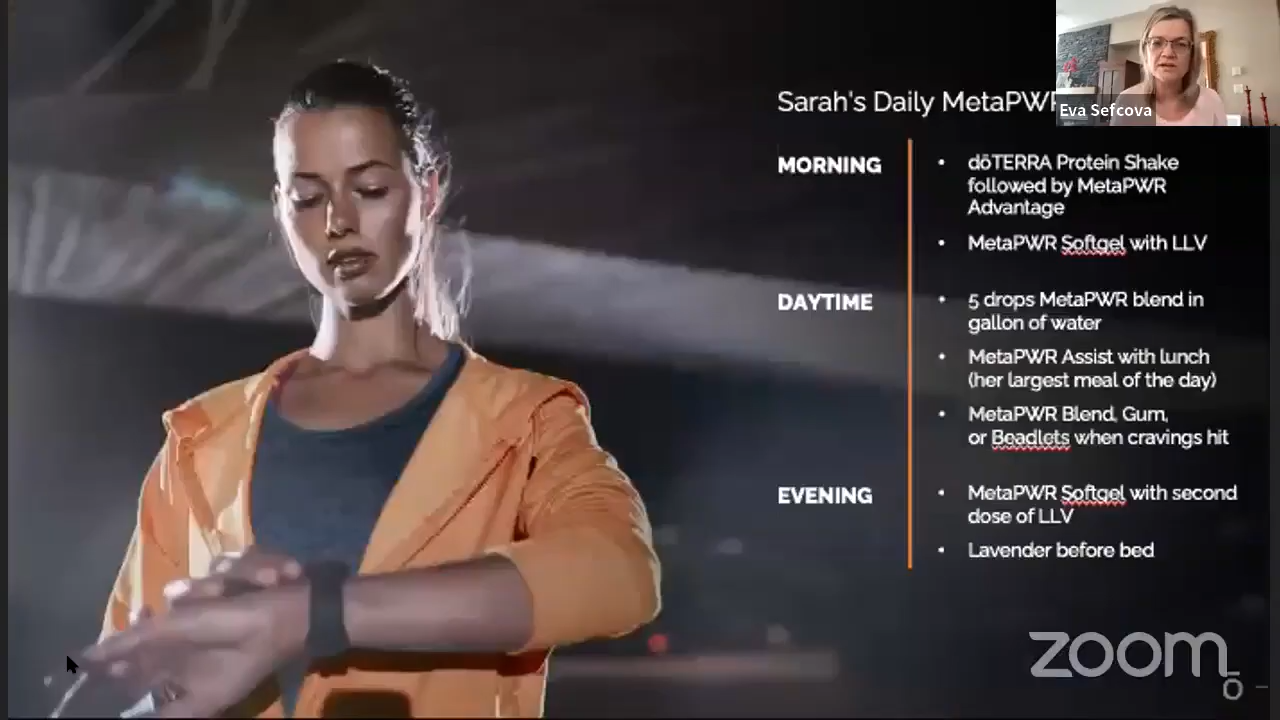 Sarah's Daily MetaPWR
Eva Sefcova
MORNING
• dōTERRA Protein Shake
followed by MetaPWR
Advantage
• MetaPWR Softgel with LLV
DAYTIME
• 5 drops MetaPWR blend in
gallon of water
• MetaPWR Assist with lunch
(her largest meal of the day)
• MetaPWR Blend, Gum,
or Beadlets when cravings hit
EVENING
• MetaPWR Softgel with second
dose of LLV
• Lavender before bed
zoom
ō